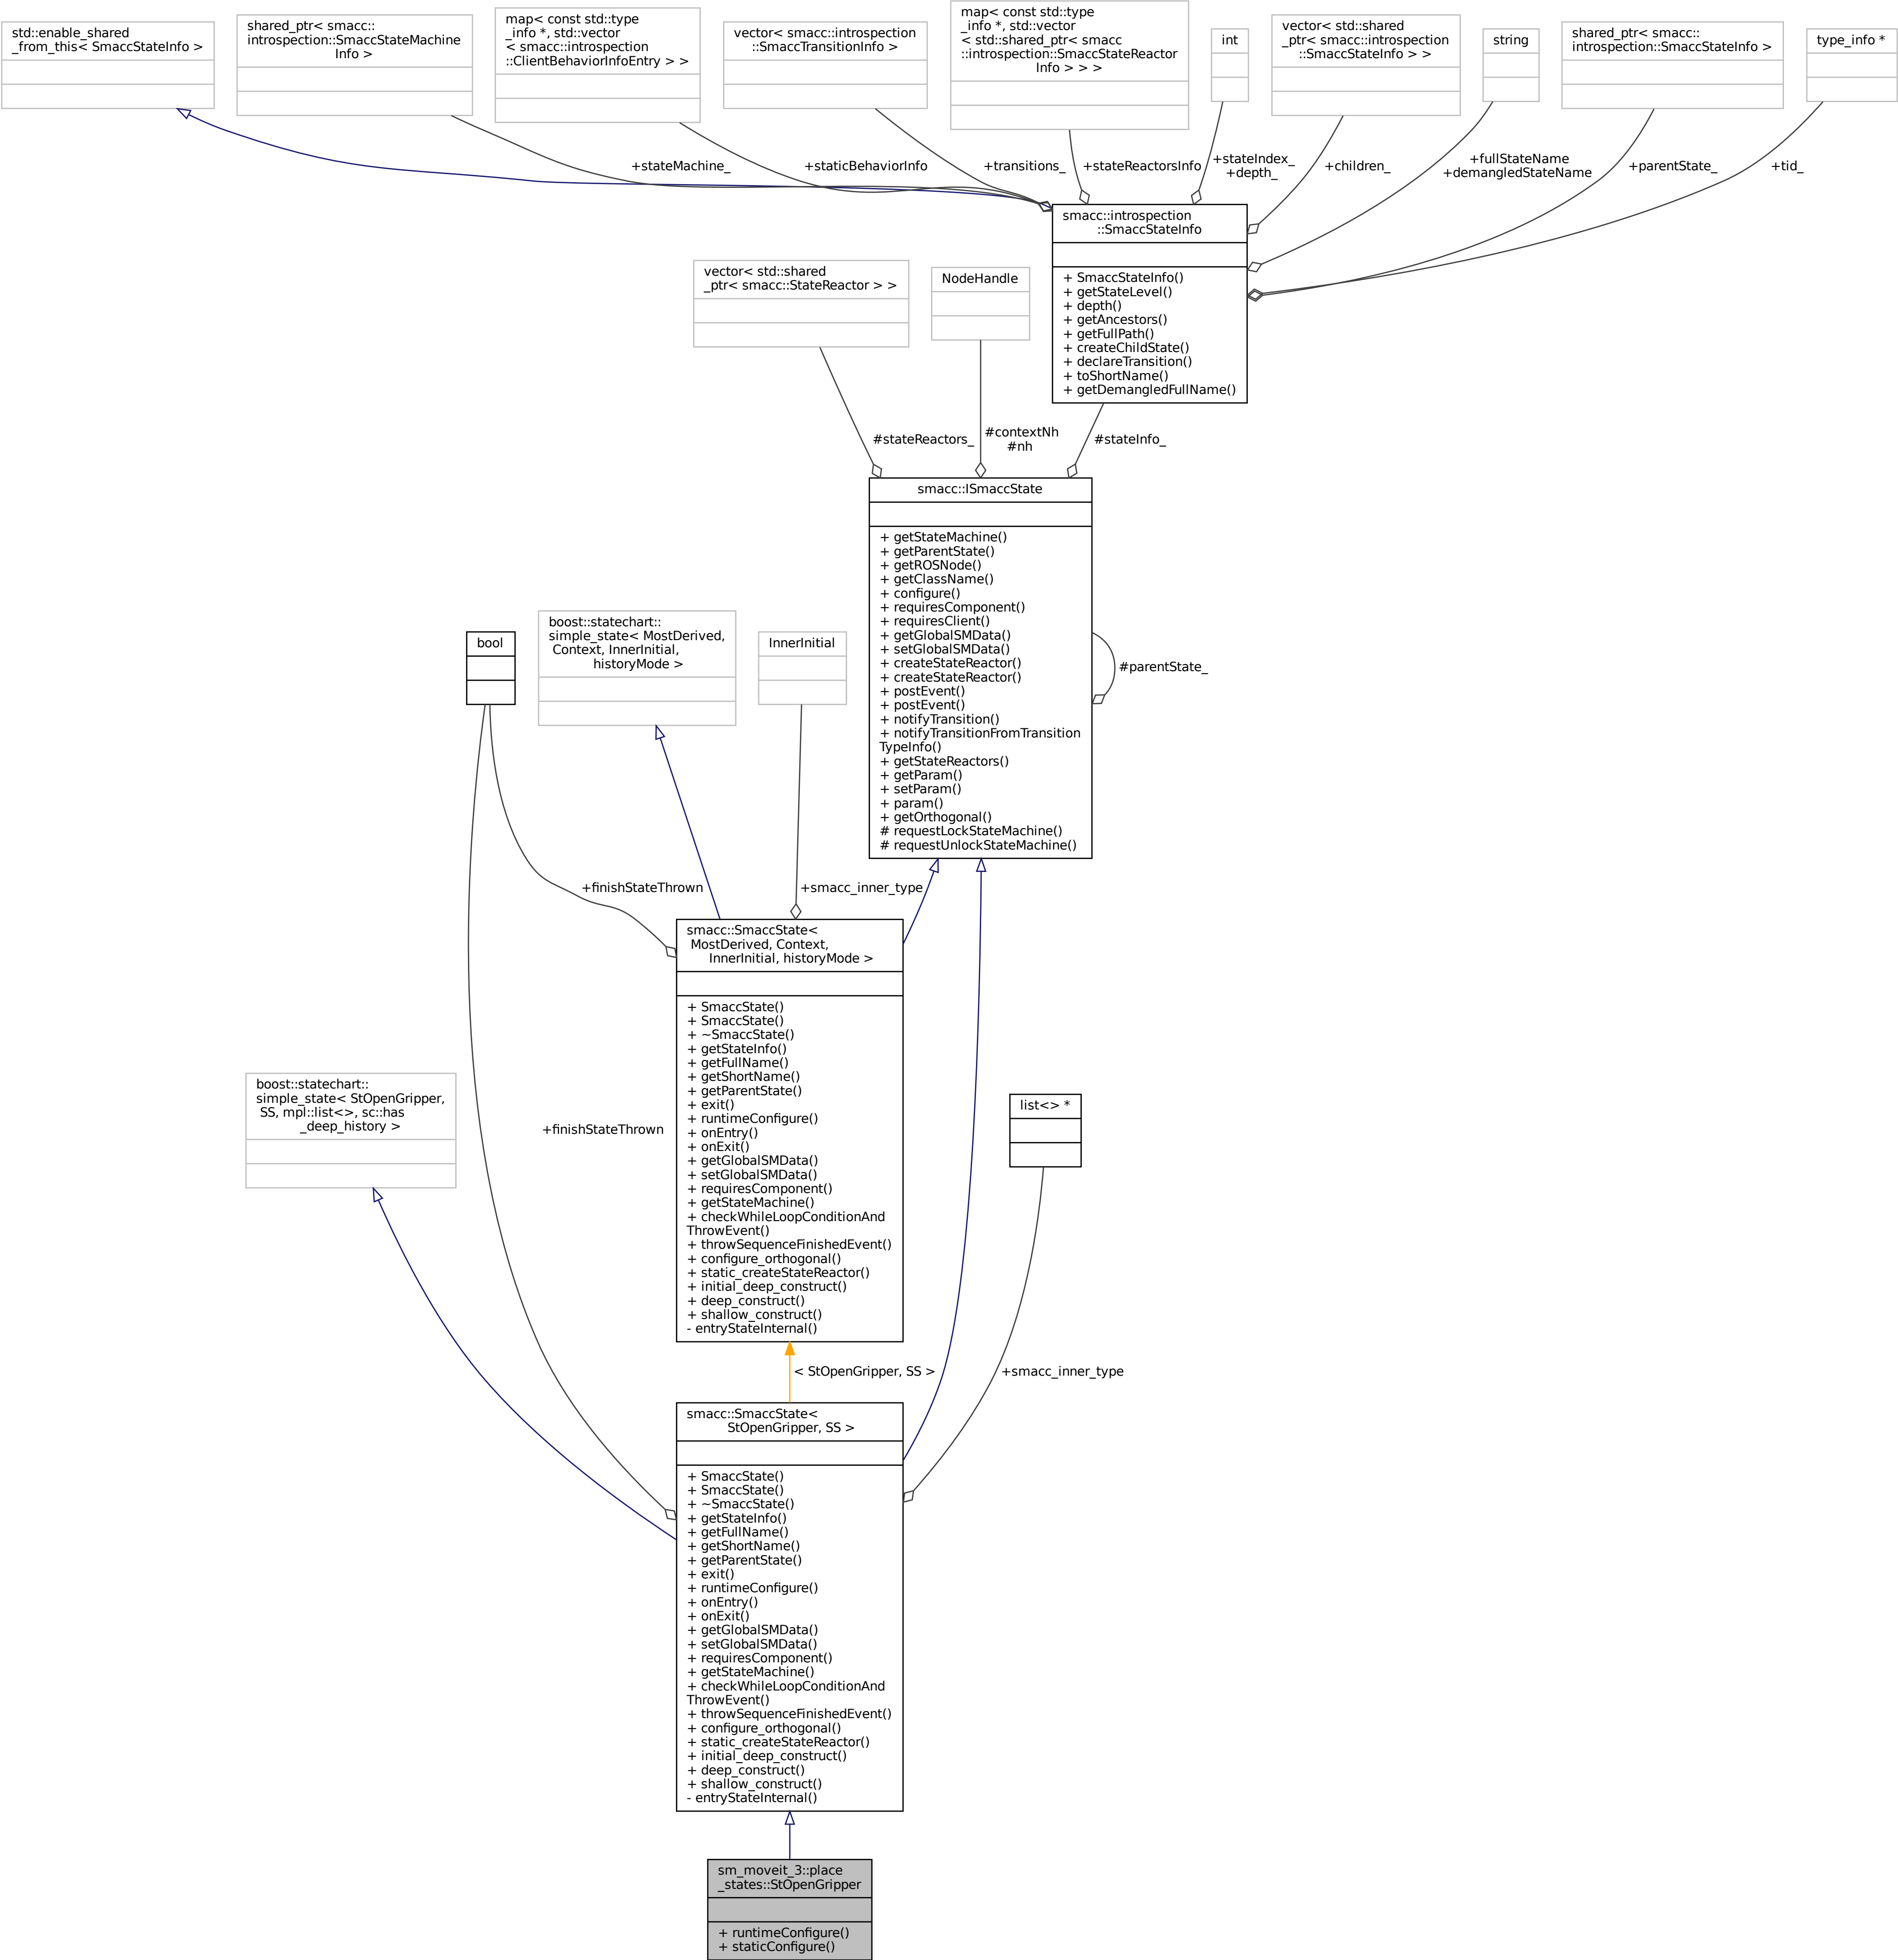 std::enable_shared
_from_this< SmaccStateInfo >
shared_ptr< smacc::
introspection::SmaccStateMachine
Info >
map< const std::type
_info *, std::vector
< smacc::introspection
::ClientBehaviorInfoEntry > >
vector< smacc::introspection
::SmaccTransitionInfo >
map< const std::type
_info *, std::vector
< std::shared_ptr< smacc
::introspection::SmaccStateReactor
Info > > >
int
vector< std::shared
_ptr< smacc::introspection
::SmaccStateInfo > >
string
shared_ptr< smacc::
introspection::SmaccStateInfo >
type_info *
+stateMachine_
+staticBehaviorInfo
+transitions_
+stateReactorsInfo
+stateIndex_
+depth_
+children_
+fullStateName
+demangledStateName
+parentState_
+tid_
smacc::introspection
::SmaccStateInfo
+ SmaccStateInfo()
+ getStateLevel()
+ depth()
+ getAncestors()
+ getFullPath()
+ createChildState()
+ declareTransition()
+ toShortName()
+ getDemangledFullName()
vector< std::shared
_ptr< smacc::StateReactor > >
NodeHandle
#stateReactors_
#contextNh
#nh
#stateInfo_
smacc::ISmaccState
+ getStateMachine()
+ getParentState()
+ getROSNode()
+ getClassName()
+ configure()
+ requiresComponent()
+ requiresClient()
+ getGlobalSMData()
+ setGlobalSMData()
+ createStateReactor()
+ createStateReactor()
+ postEvent()
+ postEvent()
+ notifyTransition()
+ notifyTransitionFromTransition
TypeInfo()
+ getStateReactors()
+ getParam()
+ setParam()
+ param()
+ getOrthogonal()
# requestLockStateMachine()
# requestUnlockStateMachine()
#parentState_
bool
boost::statechart::
simple_state< MostDerived,
Context, InnerInitial,
historyMode >
InnerInitial
+finishStateThrown
+smacc_inner_type
smacc::SmaccState<
MostDerived, Context,
InnerInitial, historyMode >
+ SmaccState()
+ SmaccState()
+ ~SmaccState()
+ getStateInfo()
+ getFullName()
+ getShortName()
+ getParentState()
+ exit()
+ runtimeConfigure()
+ onEntry()
+ onExit()
+ getGlobalSMData()
+ setGlobalSMData()
+ requiresComponent()
+ getStateMachine()
+ checkWhileLoopConditionAnd
ThrowEvent()
+ throwSequenceFinishedEvent()
+ configure_orthogonal()
+ static_createStateReactor()
+ initial_deep_construct()
+ deep_construct()
+ shallow_construct()
- entryStateInternal()
boost::statechart::
simple_state< StOpenGripper,
SS, mpl::list<>, sc::has
_deep_history >
+finishStateThrown
list<> *
< StOpenGripper, SS >
+smacc_inner_type
smacc::SmaccState<
StOpenGripper, SS >
+ SmaccState()
+ SmaccState()
+ ~SmaccState()
+ getStateInfo()
+ getFullName()
+ getShortName()
+ getParentState()
+ exit()
+ runtimeConfigure()
+ onEntry()
+ onExit()
+ getGlobalSMData()
+ setGlobalSMData()
+ requiresComponent()
+ getStateMachine()
+ checkWhileLoopConditionAnd
ThrowEvent()
+ throwSequenceFinishedEvent()
+ configure_orthogonal()
+ static_createStateReactor()
+ initial_deep_construct()
+ deep_construct()
+ shallow_construct()
- entryStateInternal()
sm_moveit_3::place
_states::StOpenGripper
+ runtimeConfigure()
+ staticConfigure()